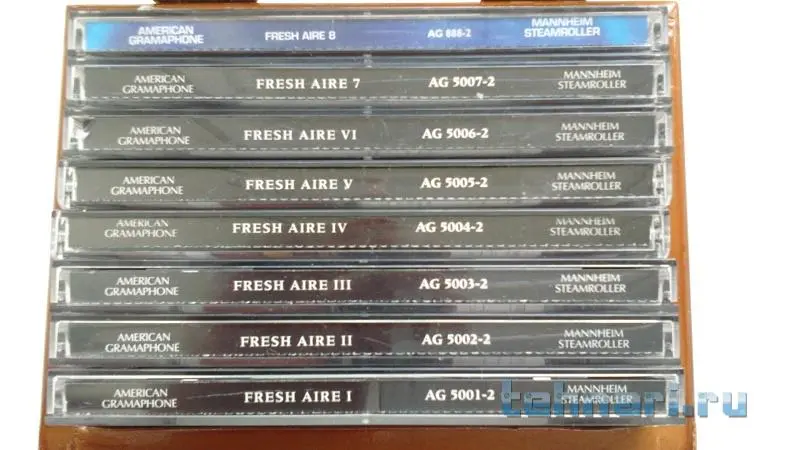 AMERICAN GRAMAPHONE FRESH AIRE 8 AG 888-2 MANNHEIM STEAMROLLER
AMERICAN GRAMAPHONE FRESH AIRE 7 AG 5007-2 MANNHEIM STEAMROLLER
AMERICAN GRAMAPHONE FRESH AIRE VI AG 5006-2 MANNHEIM STEAMROLLER
AMERICAN GRAMAPHONE FRESH AIRE V AG 5005-2 MANNHEIM STEAMROLLER
AMERICAN GRAMAPHONE FRESH AIRE IV AG 5004-2 MANNHEIM STEAMROLLER
AMERICAN GRAMAPHONE FRESH AIRE III AG 5003-2 MANNHEIM STEAMROLLER
AMERICAN GRAMAPHONE FRESH AIRE II AG 5002-2 MANNHEIM STEAMROLLER
AMERICAN GRAMAPHONE FRESH AIRE I AG 5001-2 MANNHEIM STEAMROLLER
tehnari.ru